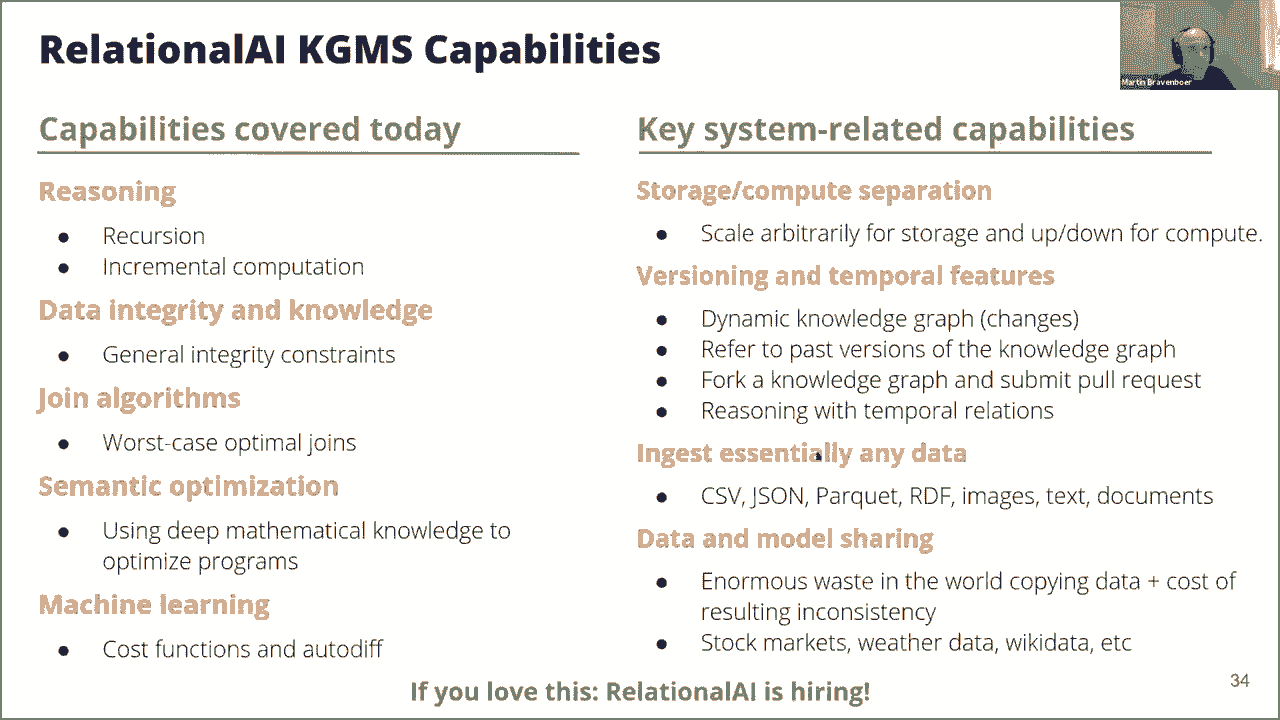 RelationalAI KGMS Capabilities
Martin Bravenboer
Capabilities covered today
Reasoning
● Recursion
● Incremental computation
Data integrity and knowledge
● General integrity constraints
Join algorithms
● Worst-case optimal joins
Semantic optimization
● Using deep mathematical knowledge to
optimize programs
Machine learning
● Cost functions and autodiff
Key system-related capabilities
Storage/compute separation
● Scale arbitrarily for storage and up/down for compute.
Versioning and temporal features
● Dynamic knowledge graph (changes)
● Refer to past versions of the knowledge graph
● Fork a knowledge graph and submit pull request
● Reasoning with temporal relations
Ingest essentially any data
● CSV, JSON, Parquet, RDF, images, text, documents
Data and model sharing
● Enormous waste in the world copying data + cost of
resulting inconsistency
● Stock markets, weather data, wikidata, etc
If you love this: RelationalAI is hiring!
34